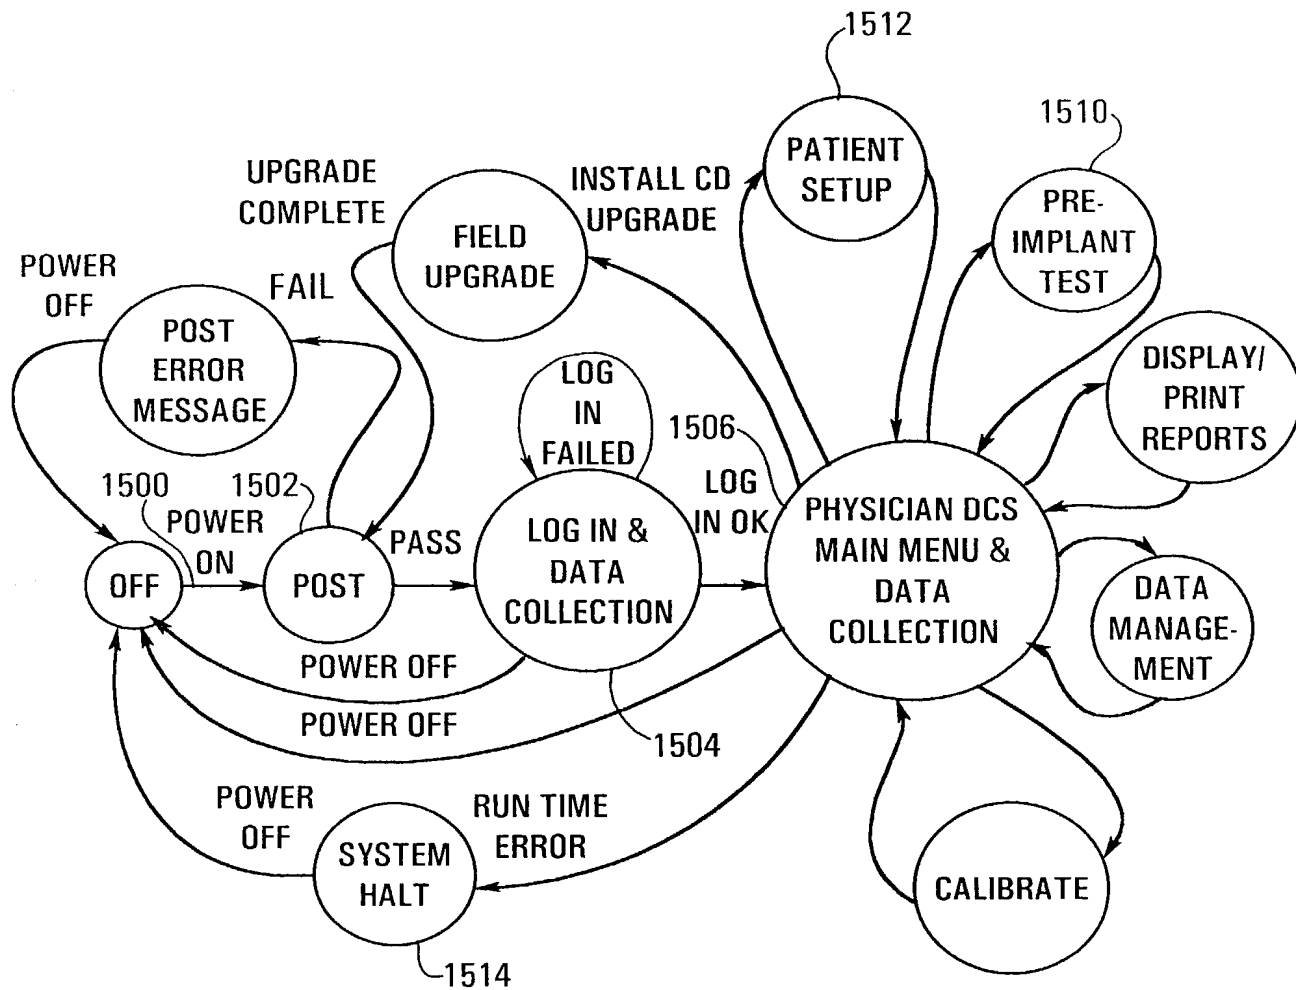 1512
PATIENT
SETUP
1510
PRE-
IMPLANT
TEST
UPGRADE
COMPLETE
INSTALL CD
UPGRADE
FIELD
UPGRADE
POWER
OFF
FAIL
POST
ERROR
MESSAGE
DISPLAY/
PRINT
REPORTS
LOG
IN
FAILED
1506
LOG
IN OK
1500
POWER
ON
1502
PASS
OFF
POST
LOG IN &
DATA
COLLECTION
PHYSICIAN DCS
MAIN MENU &
DATA
COLLECTION
DATA
MANAGE-
MENT
POWER OFF
POWER OFF
1504
POWER
OFF
RUN TIME
ERROR
SYSTEM
HALT
CALIBRATE
1514